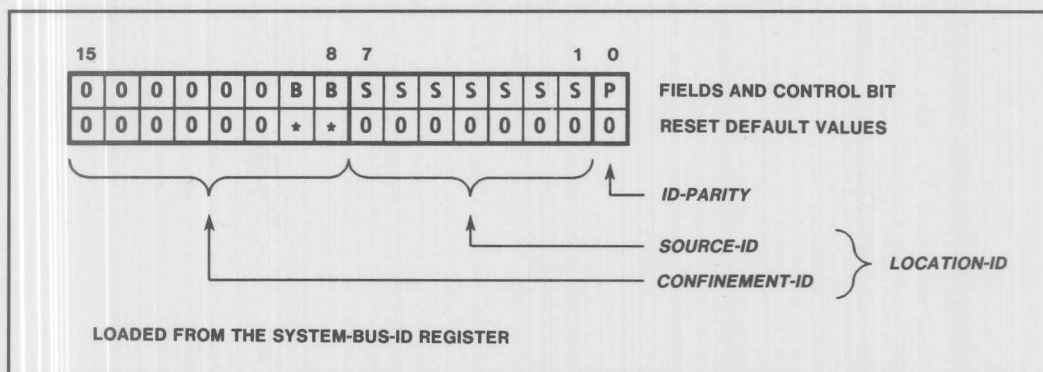 15 8 7 1 0
0 0 0 0 0 0 B B S S S S S S S P FIELDS AND CONTROL BIT
0 0 0 0 0 0 * * 0 0 0 0 0 0 0 0 RESET DEFAULT VALUES
ID-PARITY
SOURCE-ID
LOCATION-ID
CONFINEMENT-ID
LOADED FROM THE SYSTEM-BUS-ID REGISTER